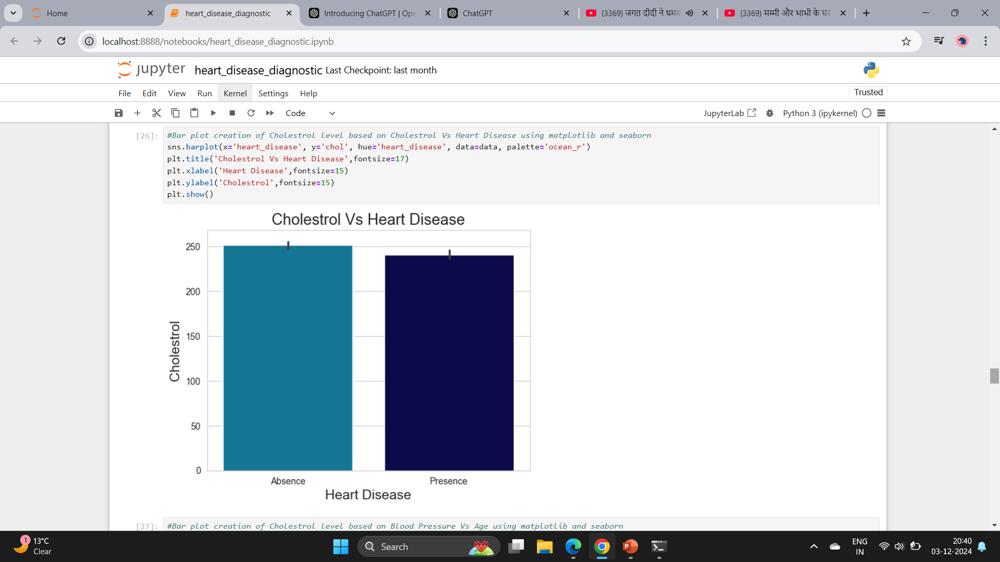 Home
heart_disease_diagnostic
Introducing ChatGPT | Ope
ChatGPT
(3369) जगत दीदी ने धमक
(3369) मम्मी और भाभी के घर
localhost:8888/notebooks/heart_disease_diagnostic.ipynb
jupyter heart_disease_diagnostic Last Checkpoint: last month
File Edit View Run Kernel Settings Help
Trusted
Code
JupyterLab
Python 3 (ipykernel)
[26]:
#Bar plot creation of Cholestrol level based on Cholestrol Vs Heart Disease using matplotlib and seaborn
sns.barplot(x='heart_disease', y='chol', hue='heart_disease', data=data, palette='ocean_r')
plt.title('Cholestrol Vs Heart Disease',fontsize=17)
plt.xlabel('Heart Disease',fontsize=15)
plt.ylabel('Cholestrol',fontsize=15)
plt.show()
Cholestrol Vs Heart Disease
250
200
150
100
50
0
Cholestrol
Absence
Presence
Heart Disease
[27]:
#Bar plot creation of Cholestrol level based on Blood Pressure Vs Age using matplotlib and seaborn
1
13°C
Clear
Search
P
ENG
IN
20:40
03-12-2024